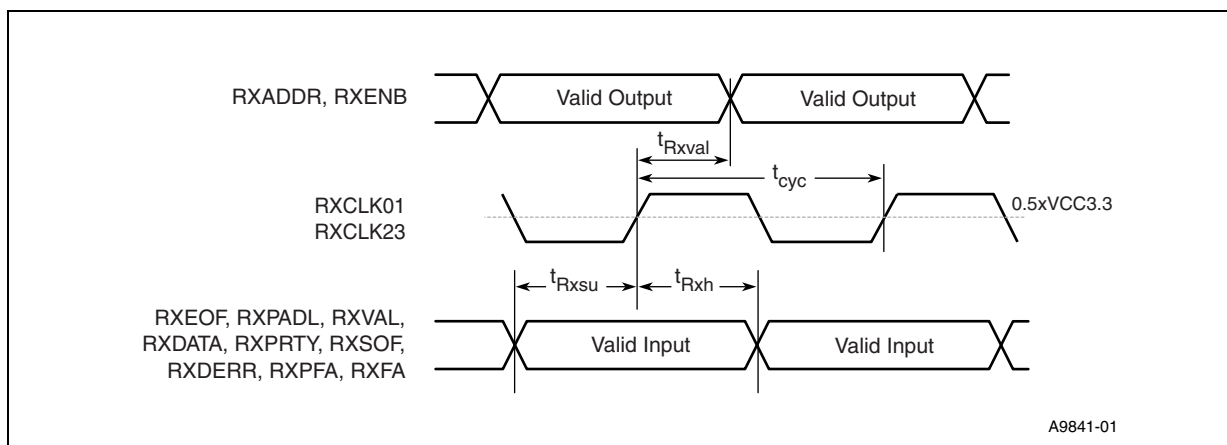 RXADDR, RXENB
Valid Output
Valid Output
tRxval
tcyc
RXCLK01
RXCLK23
0.5xVCC3.3
tRxsu
tRxh
RXEOF, RXPADL, RXVAL,
RXDATA, RXPRTY, RXSOF,
RXDERR, RXPFA, RXFA
Valid Input
Valid Input
A9841-01